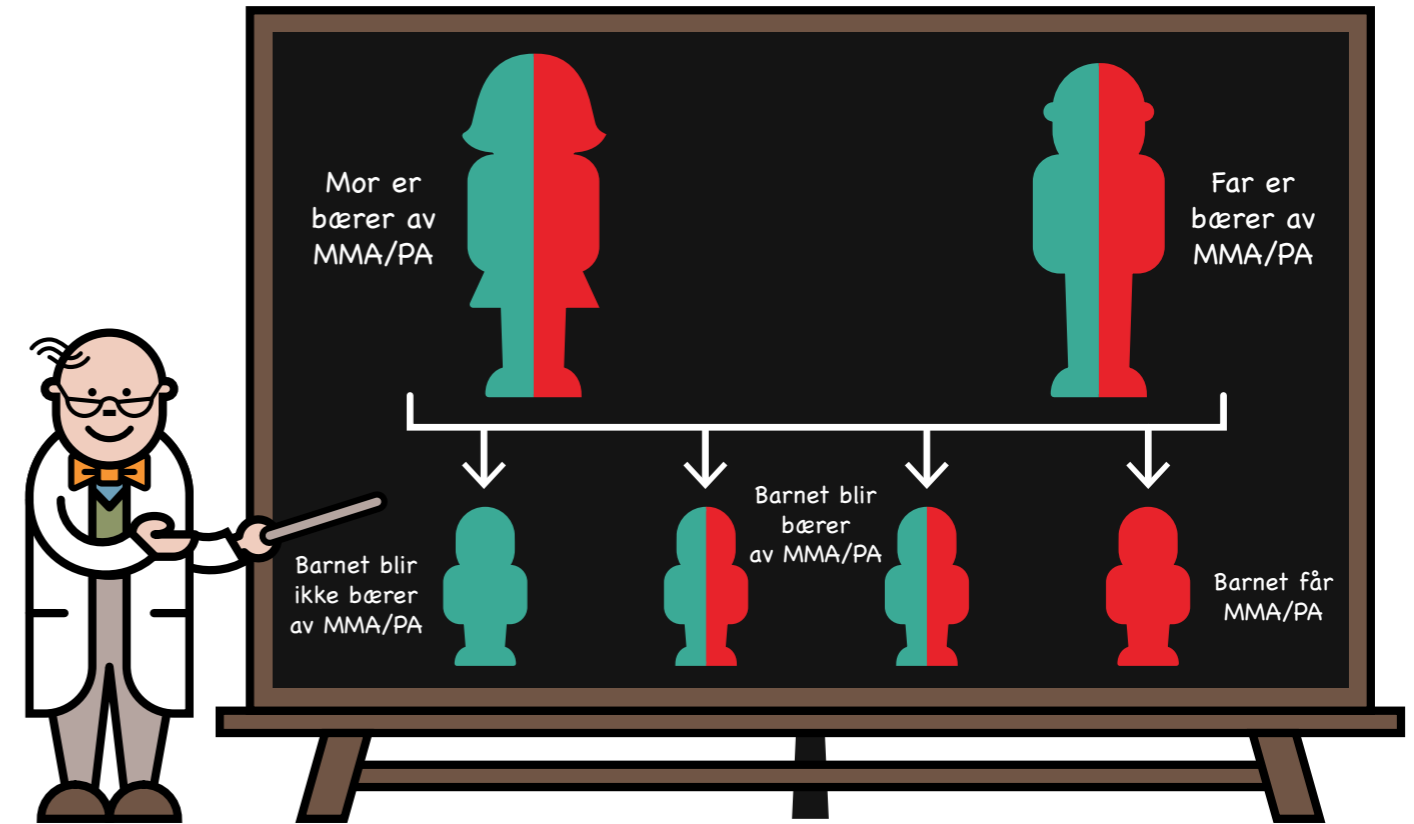 Mor er
bærer av
MMA/PA
Far er
bærer av
MMA/PA
Barnet blir
ikke bærer
av MMA/PA
Barnet blir
bærer
av MMA/PA
Barnet får
MMA/PA